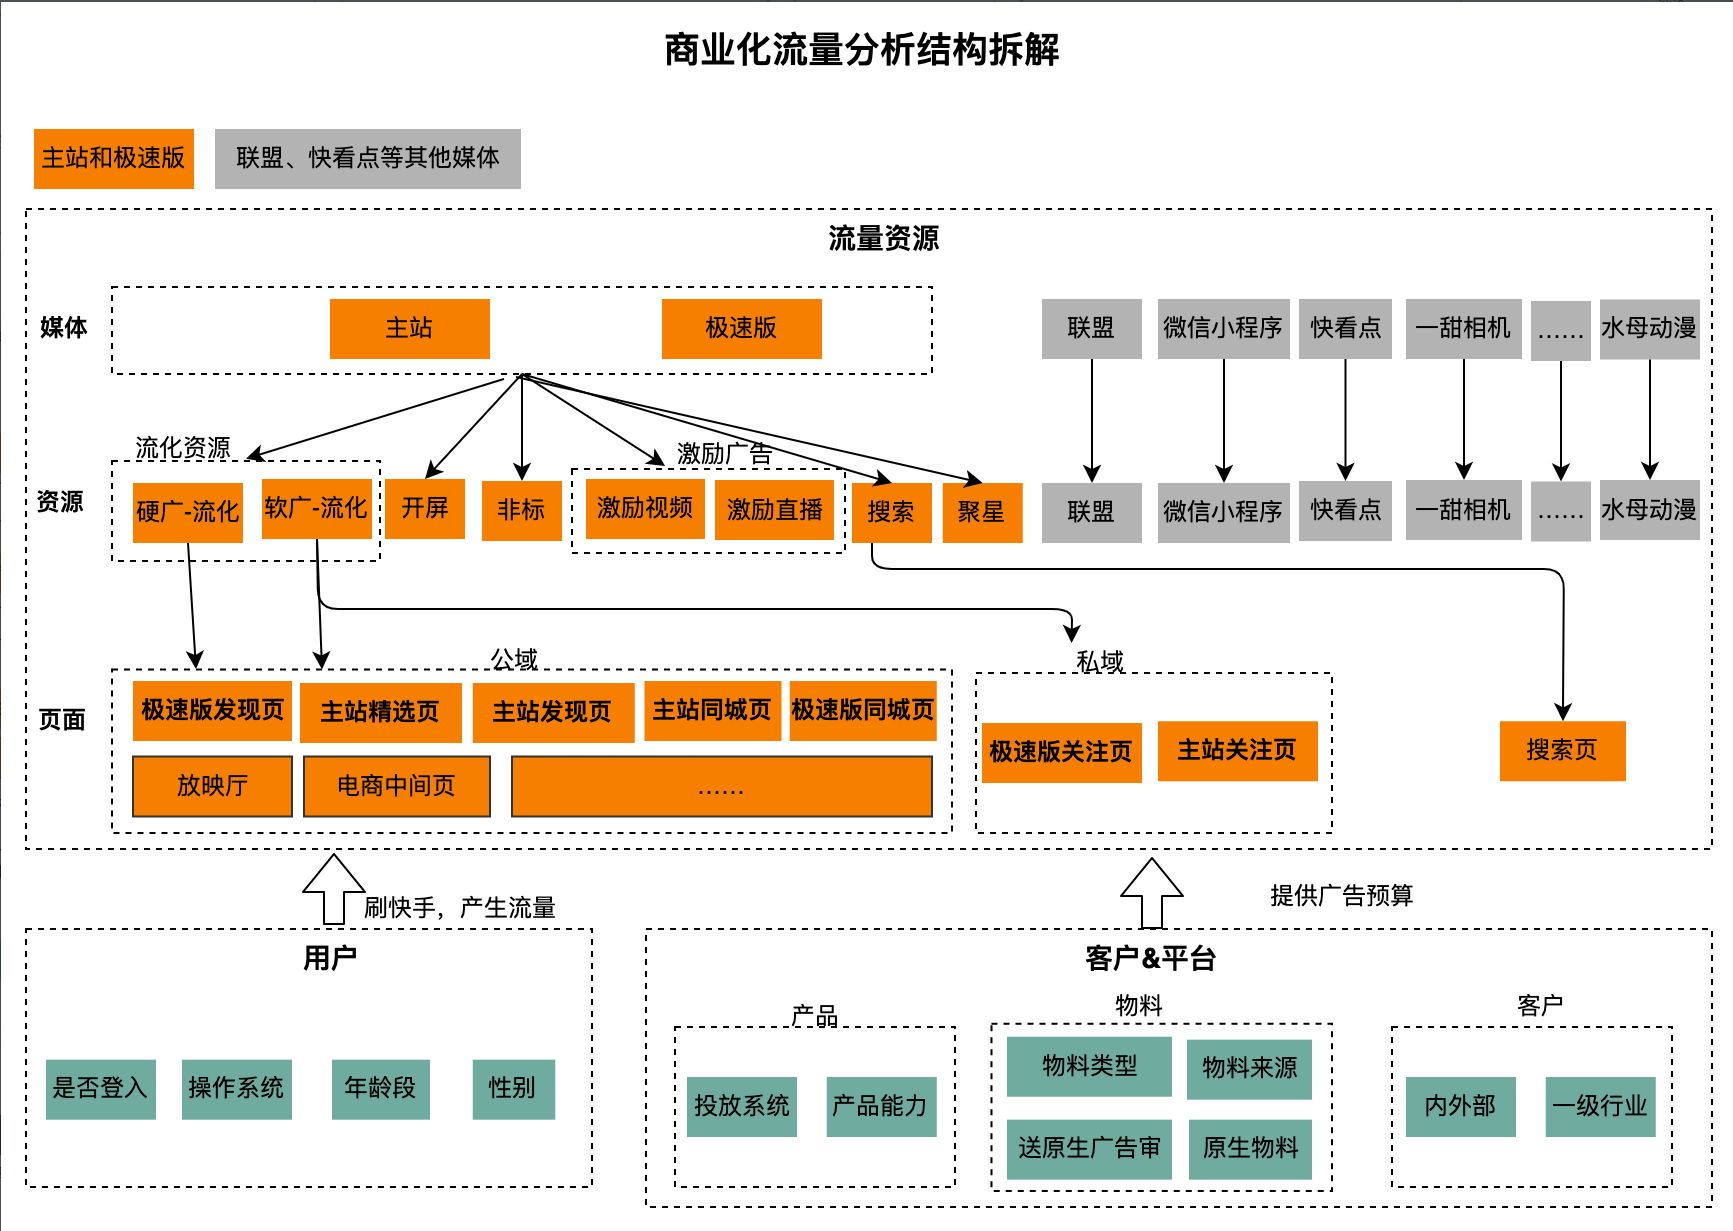 商业化流量分析结构拆解
主站和极速版
联盟、快看点等其他媒体
流量资源
媒体
主站
极速版
联盟
微信小程序
快看点
一甜相机
……
水母动漫
流化资源
激励广告
资源
硬广-流化
软广-流化
开屏
非标
激励视频
激励直播
搜索
聚星
联盟
微信小程序
快看点
一甜相机
……
水母动漫
公域
私域
页面
极速版发现页
主站精选页
主站发现页
主站同城页
极速版同城页
极速版关注页
主站关注页
搜索页
放映厅
电商中间页
……
刷快手，产生流量
提供广告预算
用户
客户&平台
产品
物料
客户
是否登入
操作系统
年龄段
性别
投放系统
产品能力
物料类型
物料来源
送原生广告审
原生物料
内外部
一级行业